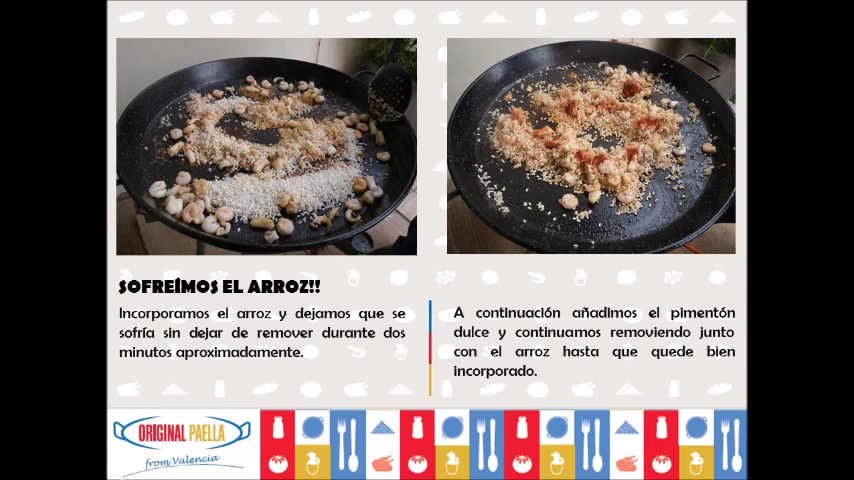 SOFREÍMOS EL ARROZ!!
Incorporamos el arroz y dejamos que se
sofría sin dejar de remover durante dos
minutos aproximadamente.
A continuación añadimos el pimentón
dulce y continuamos removiendo junto
con el arroz hasta que quede bien
incorporado.
ORIGINAL PAELLA
from Valencia